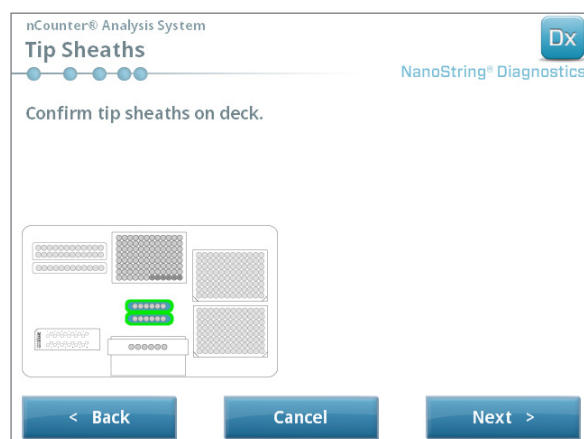 nCounter® Analysis System
Tip Sheaths
Dx
NanoString® Diagnostics
Confirm tip sheaths on deck.
< Back
Cancel
Next >